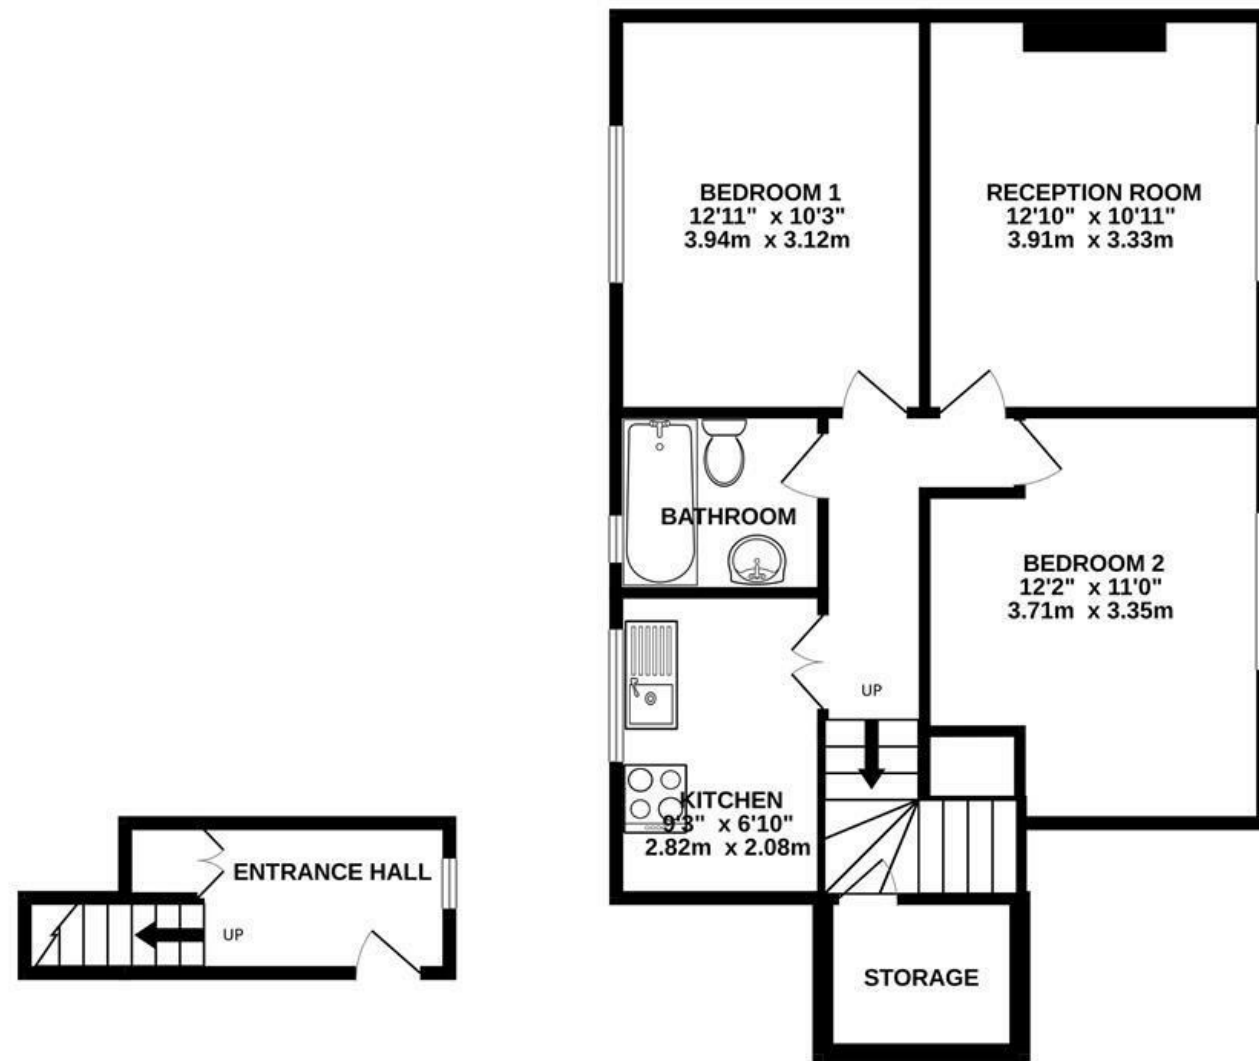 BEDROOM 1
12'11" x 10'3"
3.94m x 3.12m
RECEPTION ROOM
12'10" x 10'11"
3.91m x 3.33m
BATHROOM
BEDROOM 2
12'2" x 11'0"
3.71m x 3.35m
UP
KITCHEN
9'3" x 6'10"
2.82m x 2.08m
ENTRANCE HALL
UP
STORAGE